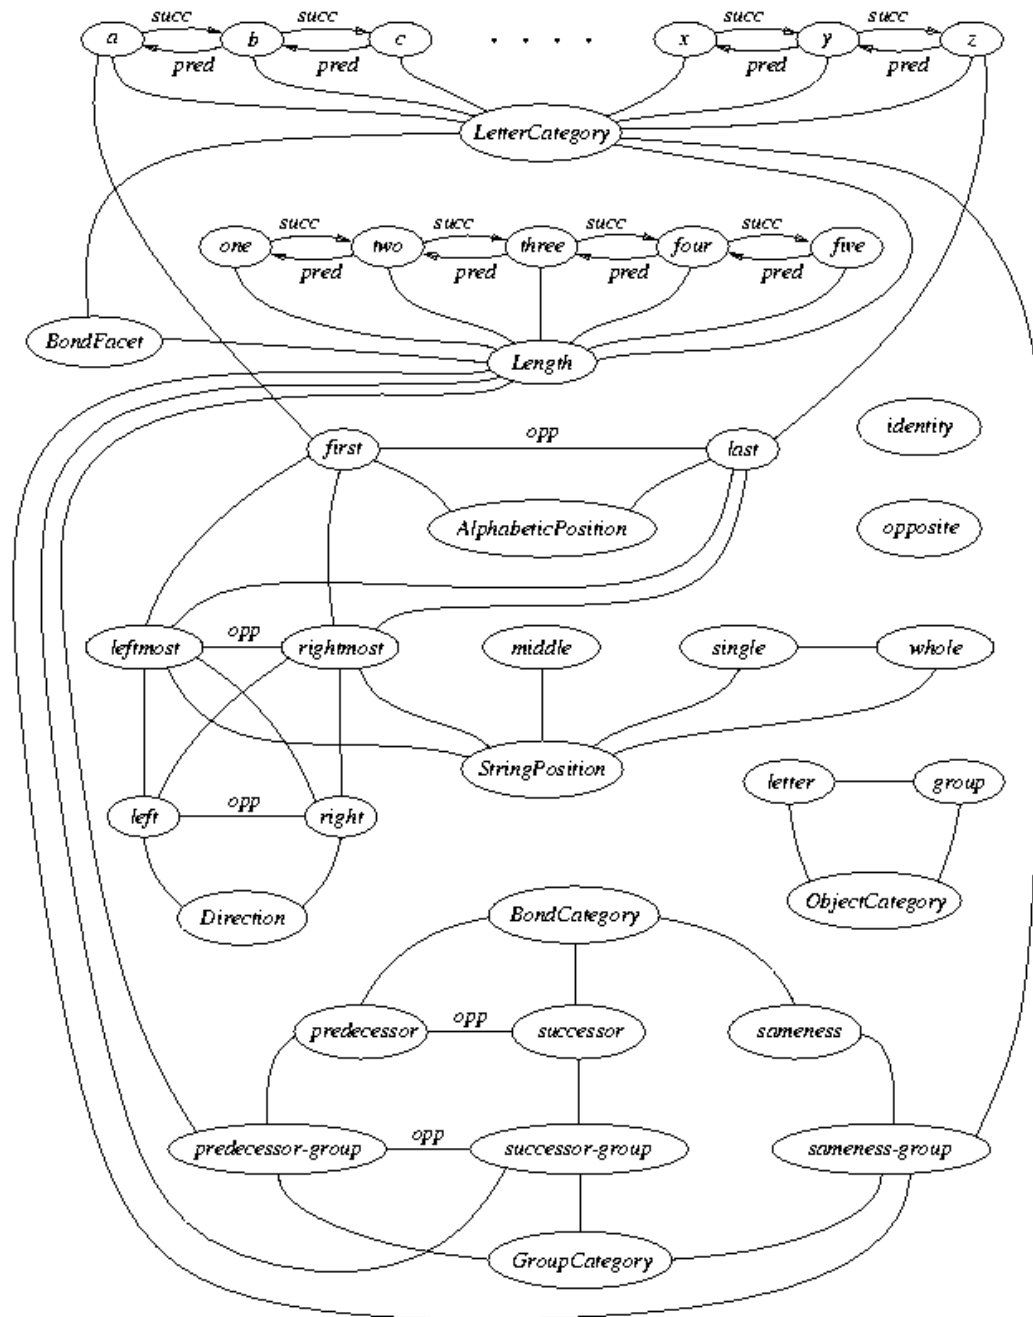 succ succ succ succ
a b c . . . . x y z
pred pred pred pred
LetterCategory
succ succ succ succ
one two three four five
pred pred pred pred
BondFacet
Length
identity
opp
first last
AlphabeticPosition opposite
opp
leftmost rightmost middle single whole
StringPosition
letter group
opp
left right
ObjectCategory
Direction BondCategory
opp
predecessor successor sameness
opp
predecessor-group successor-group sameness-group
GroupCategory